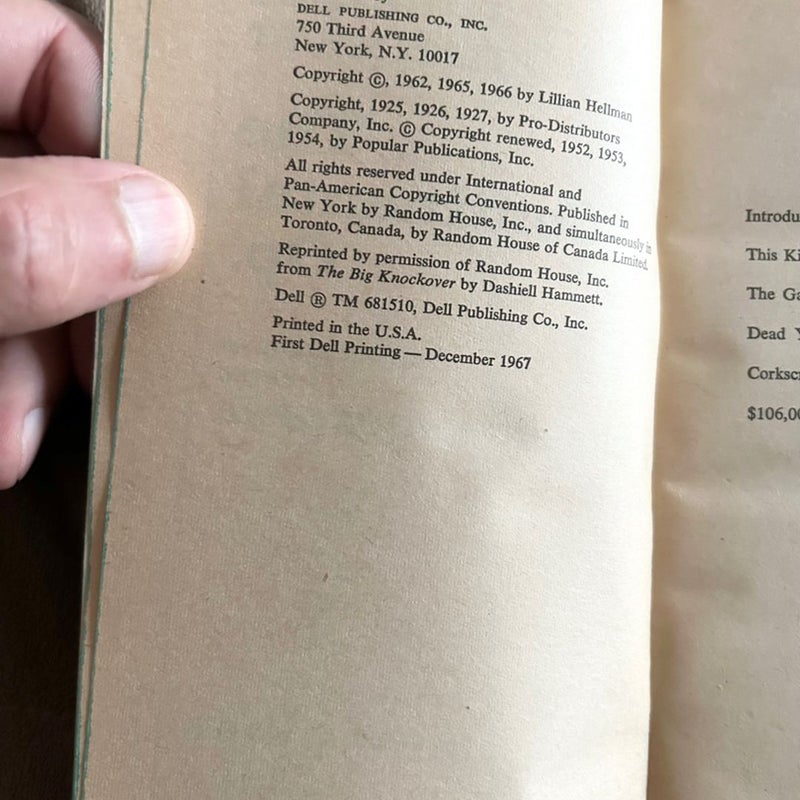 DELL PUBLISHING CO., INC.
750 Third Avenue
New York, N.Y. 10017
Copyright ©, 1962, 1965, 1966 by Lillian Hellman
Copyright, 1925, 1926, 1927, by Pro-Distributors
Company, Inc. © Copyright renewed, 1952, 1953,
1954, by Popular Publications, Inc.
All rights reserved under International and
Pan-American Copyright Conventions. Published in
New York by Random House, Inc., and simultaneously in
Toronto, Canada, by Random House of Canada Limited.
Reprinted by permission of Random House, Inc.
from The Big Knockover by Dashiell Hammett.
Dell ® TM 681510, Dell Publishing Co., Inc.
Printed in the U.S.A.
First Dell Printing — December 1967
Introdu
This Ki
The Ga
Dead Y
Corksc
$106,00